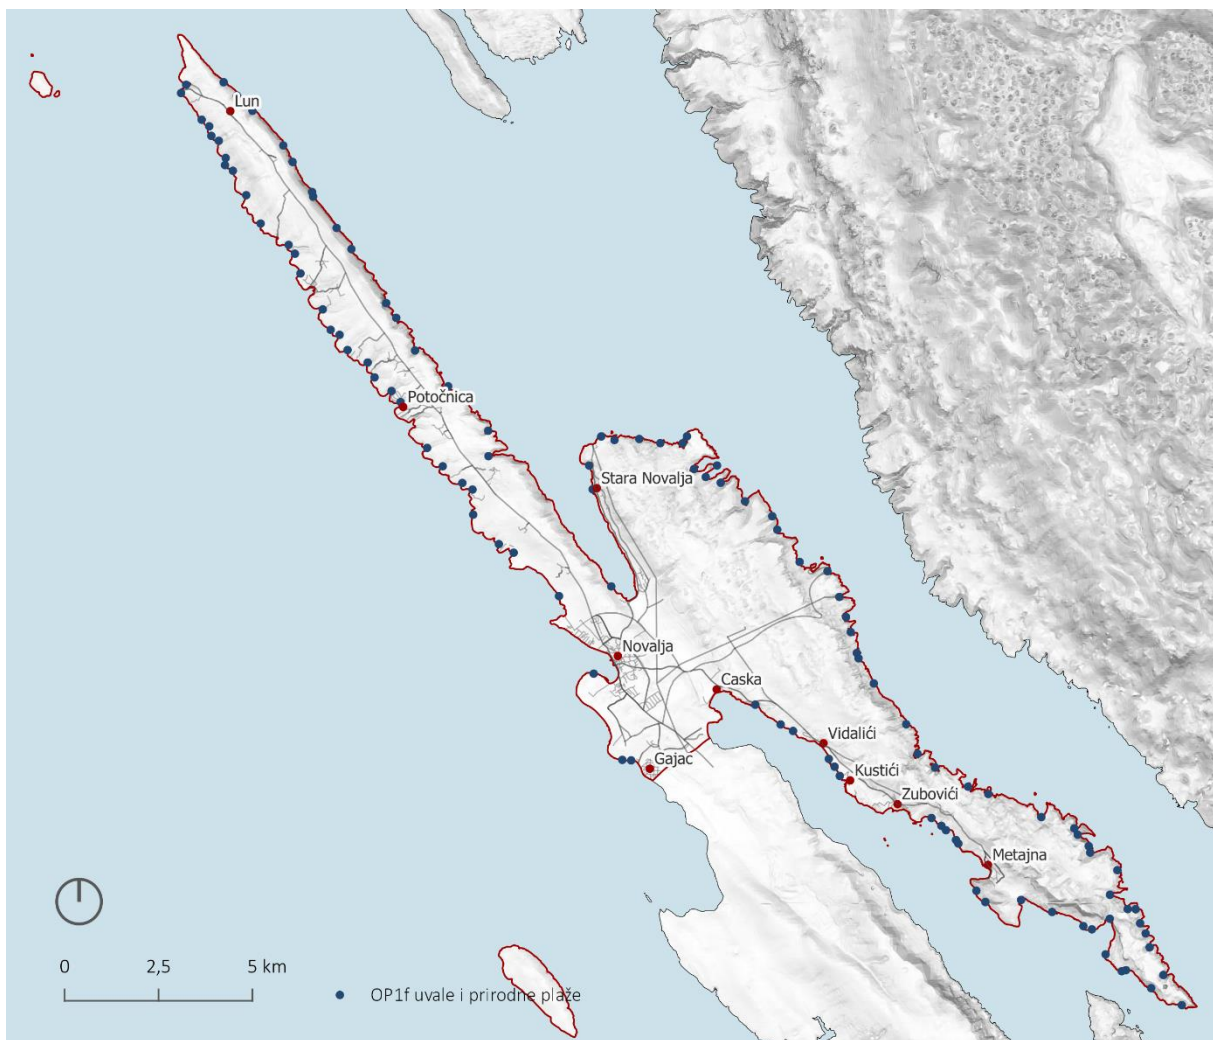 Lun
Potočnica
Stara Novalja
Novalja
Caska
Vidalići
Gajac
Kustići
Zubovići
Metajna
0 2,5 5 km
OP1f uvale i prirodne plaže